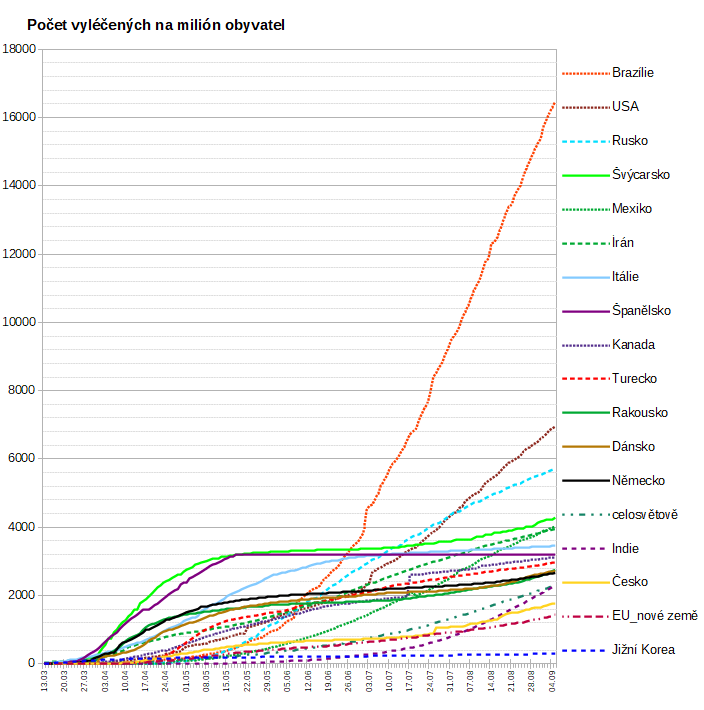 Počet vyléčených na milión obyvatel
18000
16000
14000
12000
10000
8000
6000
4000
2000
0
13.03
20.03
27.03
03.04
10.04
17.04
24.04
01.05
08.05
15.05
22.05
29.05
05.06
12.06
19.06
26.06
03.07
10.07
17.07
24.07
31.07
07.08
14.08
21.08
28.08
04.09
Brazílie
USA
Rusko
Švýcarsko
Mexiko
Írán
Itálie
Španělsko
Kanada
Turecko
Rakousko
Dánsko
Německo
celosvětově
Indie
Česko
EU_nové země
Jižní Korea